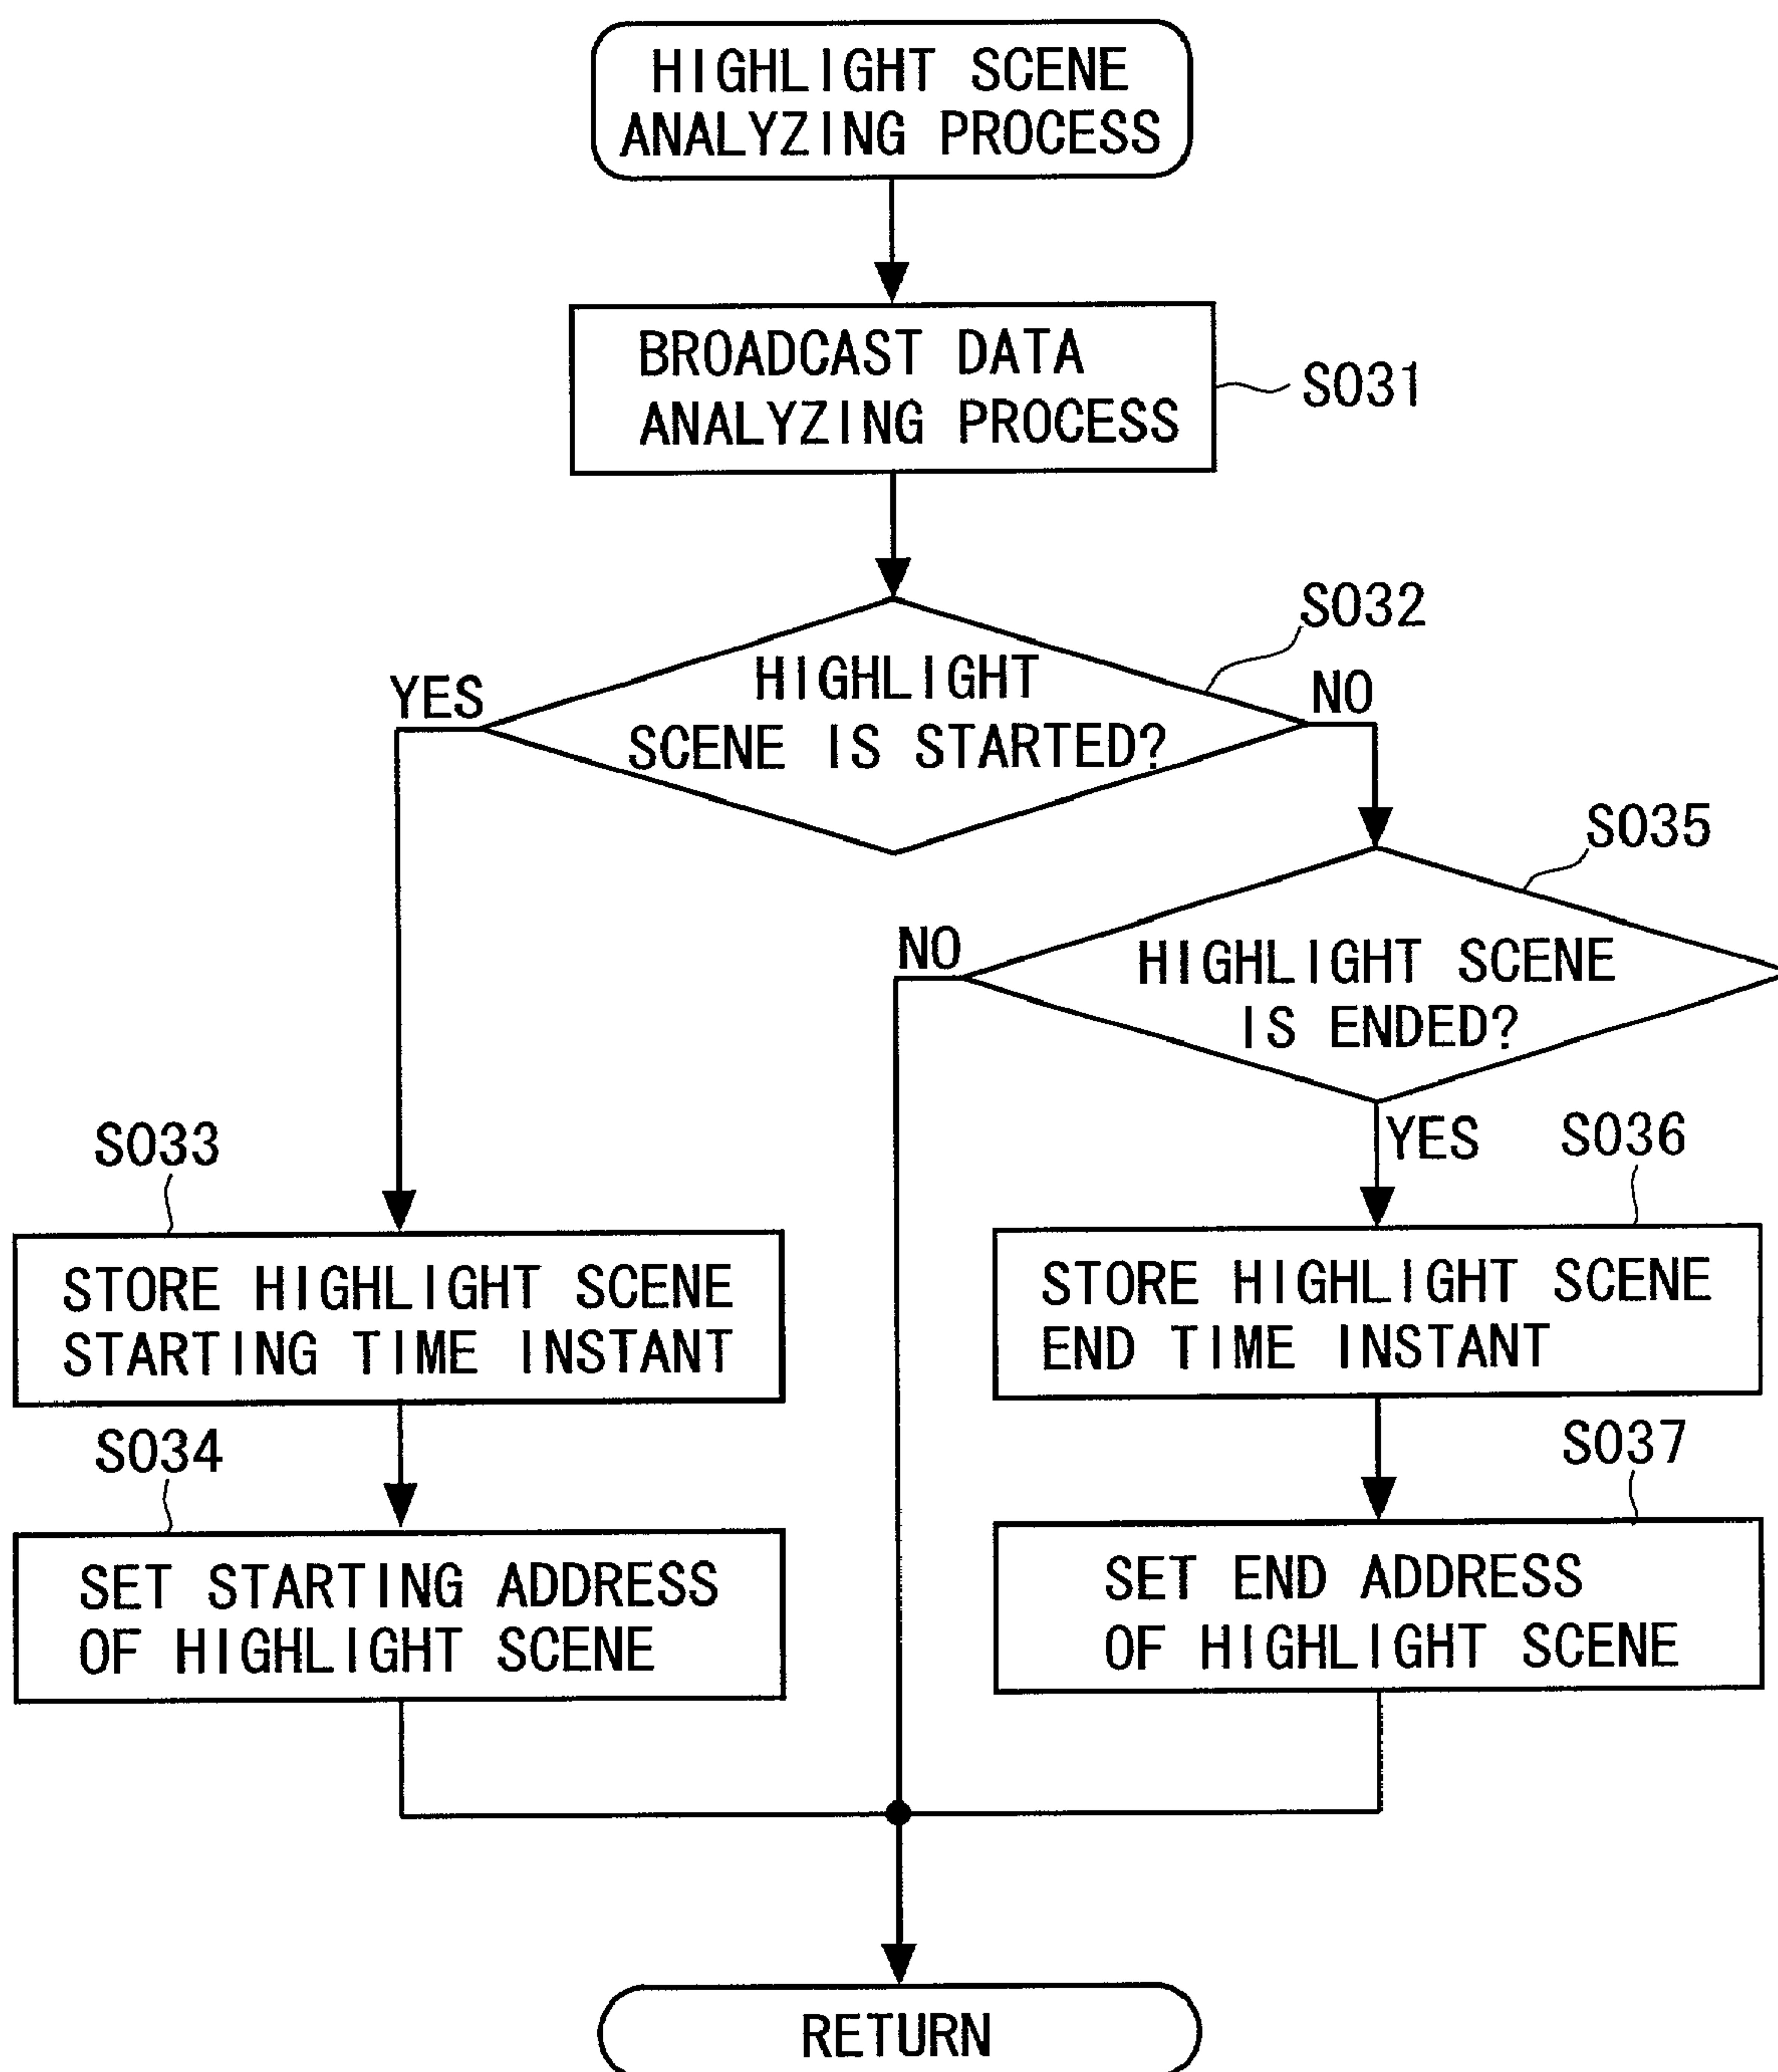 HIGHLIGHT SCENE
ANALYZING PROCESS
BROADCAST DATA
ANALYZING PROCESS
S031
S032
HIGHLIGHT
SCENE IS STARTED?
YES
NO
S035
HIGHLIGHT SCENE
IS ENDED?
NO
YES
S033
STORE HIGHLIGHT SCENE
STARTING TIME INSTANT
S036
STORE HIGHLIGHT SCENE
END TIME INSTANT
S034
SET STARTING ADDRESS
OF HIGHLIGHT SCENE
S037
SET END ADDRESS
OF HIGHLIGHT SCENE
RETURN